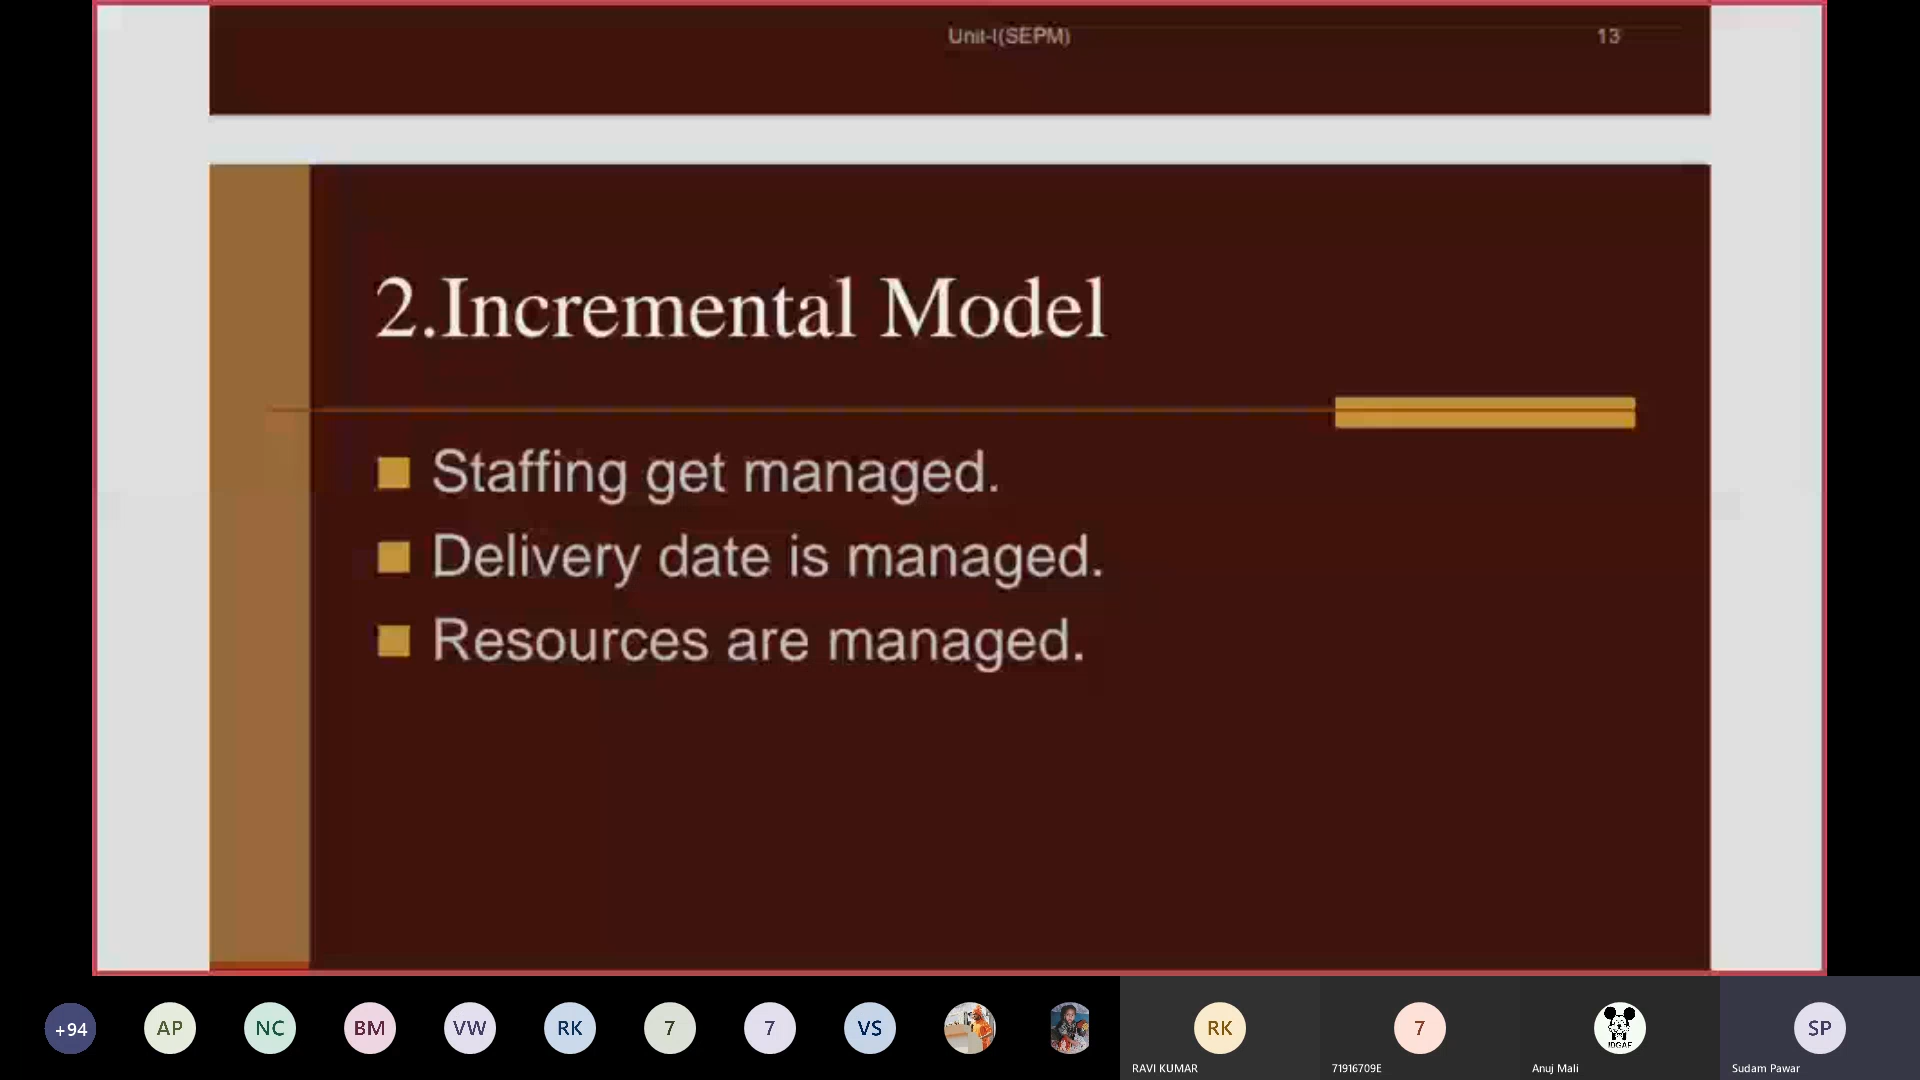 Unit-I(SEPM) 13
2.Incremental Model
Staffing get managed.
Delivery date is managed.
Resources are managed.
+94 AP NC BM VW RK 7 7 VS RK 7 IDGAF SP
RAVI KUMAR 71916709E Anuj Mali Sudam Pawar